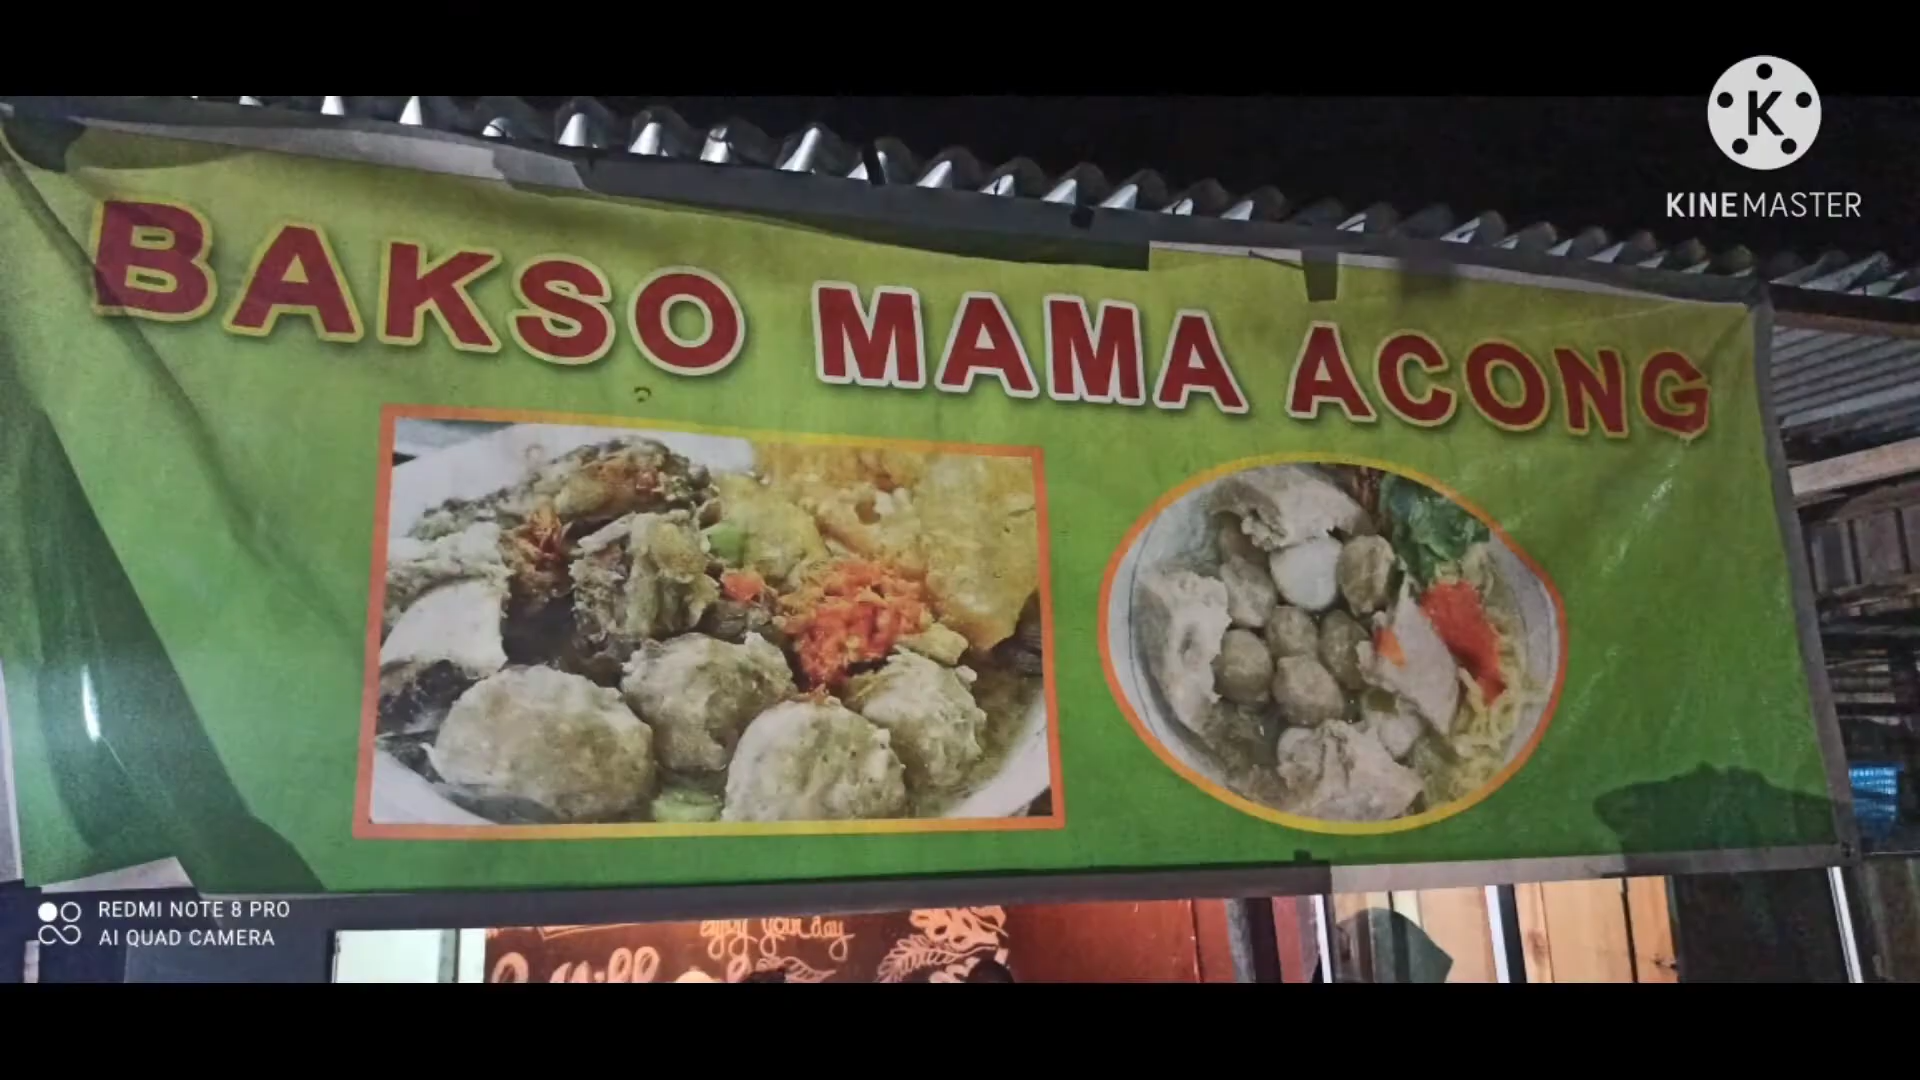 KINEMASTER
BAKSO MAMA ACONG
REDMI NOTE 8 PRO
AI QUAD CAMERA
enjoy your day